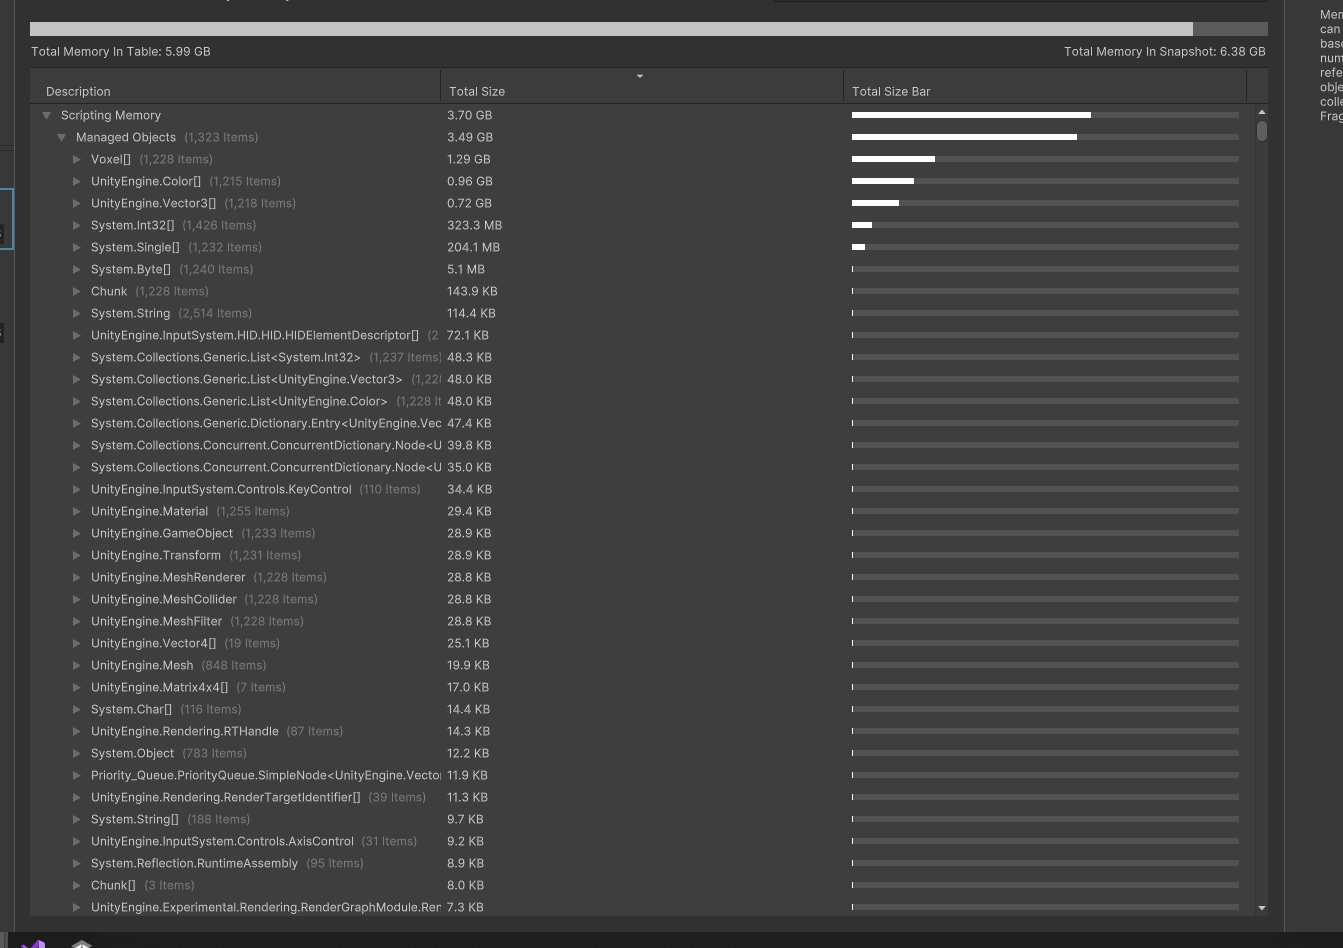 Total Memory In Table: 5.99 GB Total Memory In Snapshot: 6.38 GB
Description Total Size Total Size Bar
Scripting Memory 3.70 GB
Managed Objects (1,323 Items) 3.49 GB
Voxel[] (1,228 Items) 1.29 GB
UnityEngine.Color[] (1,215 Items) 0.96 GB
UnityEngine.Vector3[] (1,218 Items) 0.72 GB
System.Int32[] (1,426 Items) 323.3 MB
System.Single[] (1,232 Items) 204.1 MB
System.Byte[] (1,240 Items) 5.1 MB
Chunk (1,228 Items) 143.9 KB
System.String (2,514 Items) 114.4 KB
UnityEngine.InputSystem.HID.HID.HIDElementDescriptor[] (2 72.1 KB
System.Collections.Generic.List<System.Int32> (1,237 Items) 48.3 KB
System.Collections.Generic.List<UnityEngine.Vector3> (1,228 48.0 KB
System.Collections.Generic.List<UnityEngine.Color> (1,228 It 48.0 KB
System.Collections.Generic.Dictionary.Entry<UnityEngine.Vec 47.4 KB
System.Collections.Concurrent.ConcurrentDictionary.Node<U 39.8 KB
System.Collections.Concurrent.ConcurrentDictionary.Node<U 35.0 KB
UnityEngine.InputSystem.Controls.KeyControl (110 Items) 34.4 KB
UnityEngine.Material (1,255 Items) 29.4 KB
UnityEngine.GameObject (1,233 Items) 28.9 KB
UnityEngine.Transform (1,231 Items) 28.9 KB
UnityEngine.MeshRenderer (1,228 Items) 28.8 KB
UnityEngine.MeshCollider (1,228 Items) 28.8 KB
UnityEngine.MeshFilter (1,228 Items) 28.8 KB
UnityEngine.Vector4[] (19 Items) 25.1 KB
UnityEngine.Mesh (848 Items) 19.9 KB
UnityEngine.Matrix4x4[] (7 Items) 17.0 KB
System.Char[] (116 Items) 14.4 KB
UnityEngine.Rendering.RTHandle (87 Items) 14.3 KB
System.Object (783 Items) 12.2 KB
Priority_Queue.PriorityQueue.SimpleNode<UnityEngine.Vector 11.9 KB
UnityEngine.Rendering.RenderTargetIdentifier[] (39 Items) 11.3 KB
System.String[] (188 Items) 9.7 KB
UnityEngine.InputSystem.Controls.AxisControl (31 Items) 9.2 KB
System.Reflection.RuntimeAssembly (95 Items) 8.9 KB
Chunk[] (3 Items) 8.0 KB
UnityEngine.Experimental.Rendering.RenderGraphModule.Ren 7.3 KB
Mem
can
base
num
refe
obje
colle
Frag